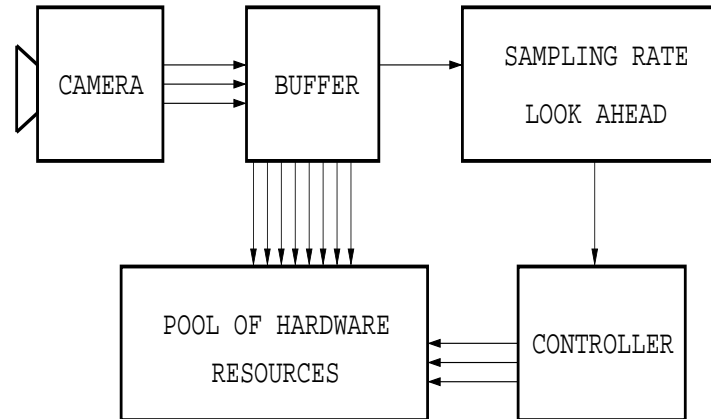 CAMERA
BUFFER
SAMPLING RATE
LOOK AHEAD
POOL OF HARDWARE
RESOURCES
CONTROLLER